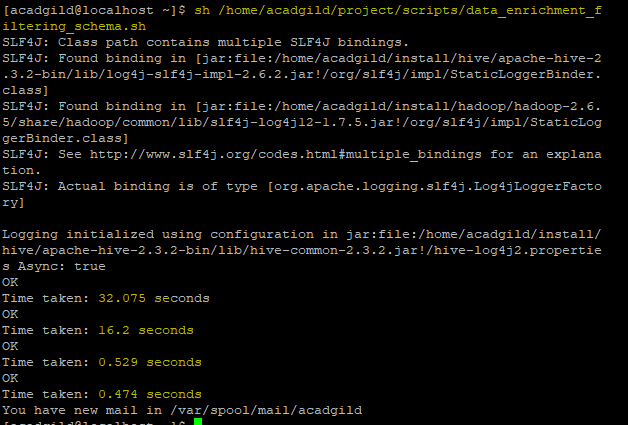 [acadgild@localhost ~]$ sh /home/acadgild/project/scripts/data_enrichment_f
iltering_schema.sh
SLF4J: Class path contains multiple SLF4J bindings.
SLF4J: Found binding in [jar:file:/home/acadgild/install/hive/apache-hive-2
.3.2-bin/lib/log4j-slf4j-impl-2.6.2.jar!/org/slf4j/impl/StaticLoggerBinder.
class]
SLF4J: Found binding in [jar:file:/home/acadgild/install/hadoop/hadoop-2.6.
5/share/hadoop/common/lib/slf4j-log4j12-1.7.5.jar!/org/slf4j/impl/StaticLog
gerBinder.class]
SLF4J: See http://www.slf4j.org/codes.html#multiple_bindings for an explana
tion.
SLF4J: Actual binding is of type [org.apache.logging.slf4j.Log4jLoggerFacto
ry]
Logging initialized using configuration in jar:file:/home/acadgild/install/
hive/apache-hive-2.3.2-bin/lib/hive-common-2.3.2.jar!/hive-log4j2.propertie
s Async: true
OK
Time taken: 32.075 seconds
OK
Time taken: 16.2 seconds
OK
Time taken: 0.529 seconds
OK
Time taken: 0.474 seconds
You have new mail in /var/spool/mail/acadgild
[acadgild@localhost ~]$